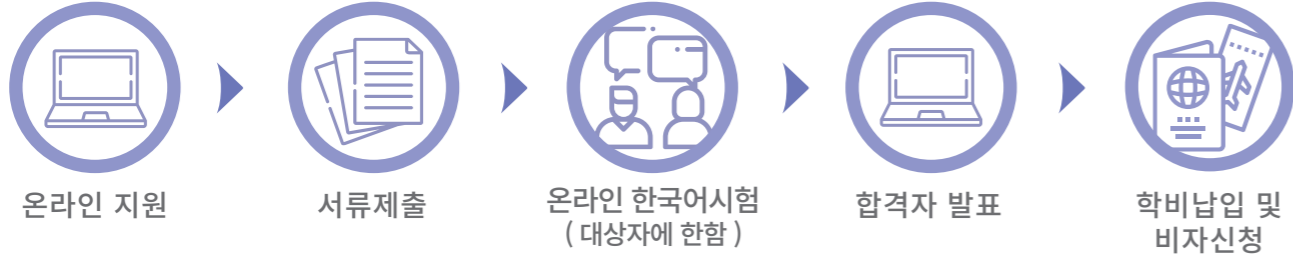 온라인 지원
서류제출
온라인 한국어시험
( 대상자에 한함 )
합격자 발표
학비납입 및
비자신청